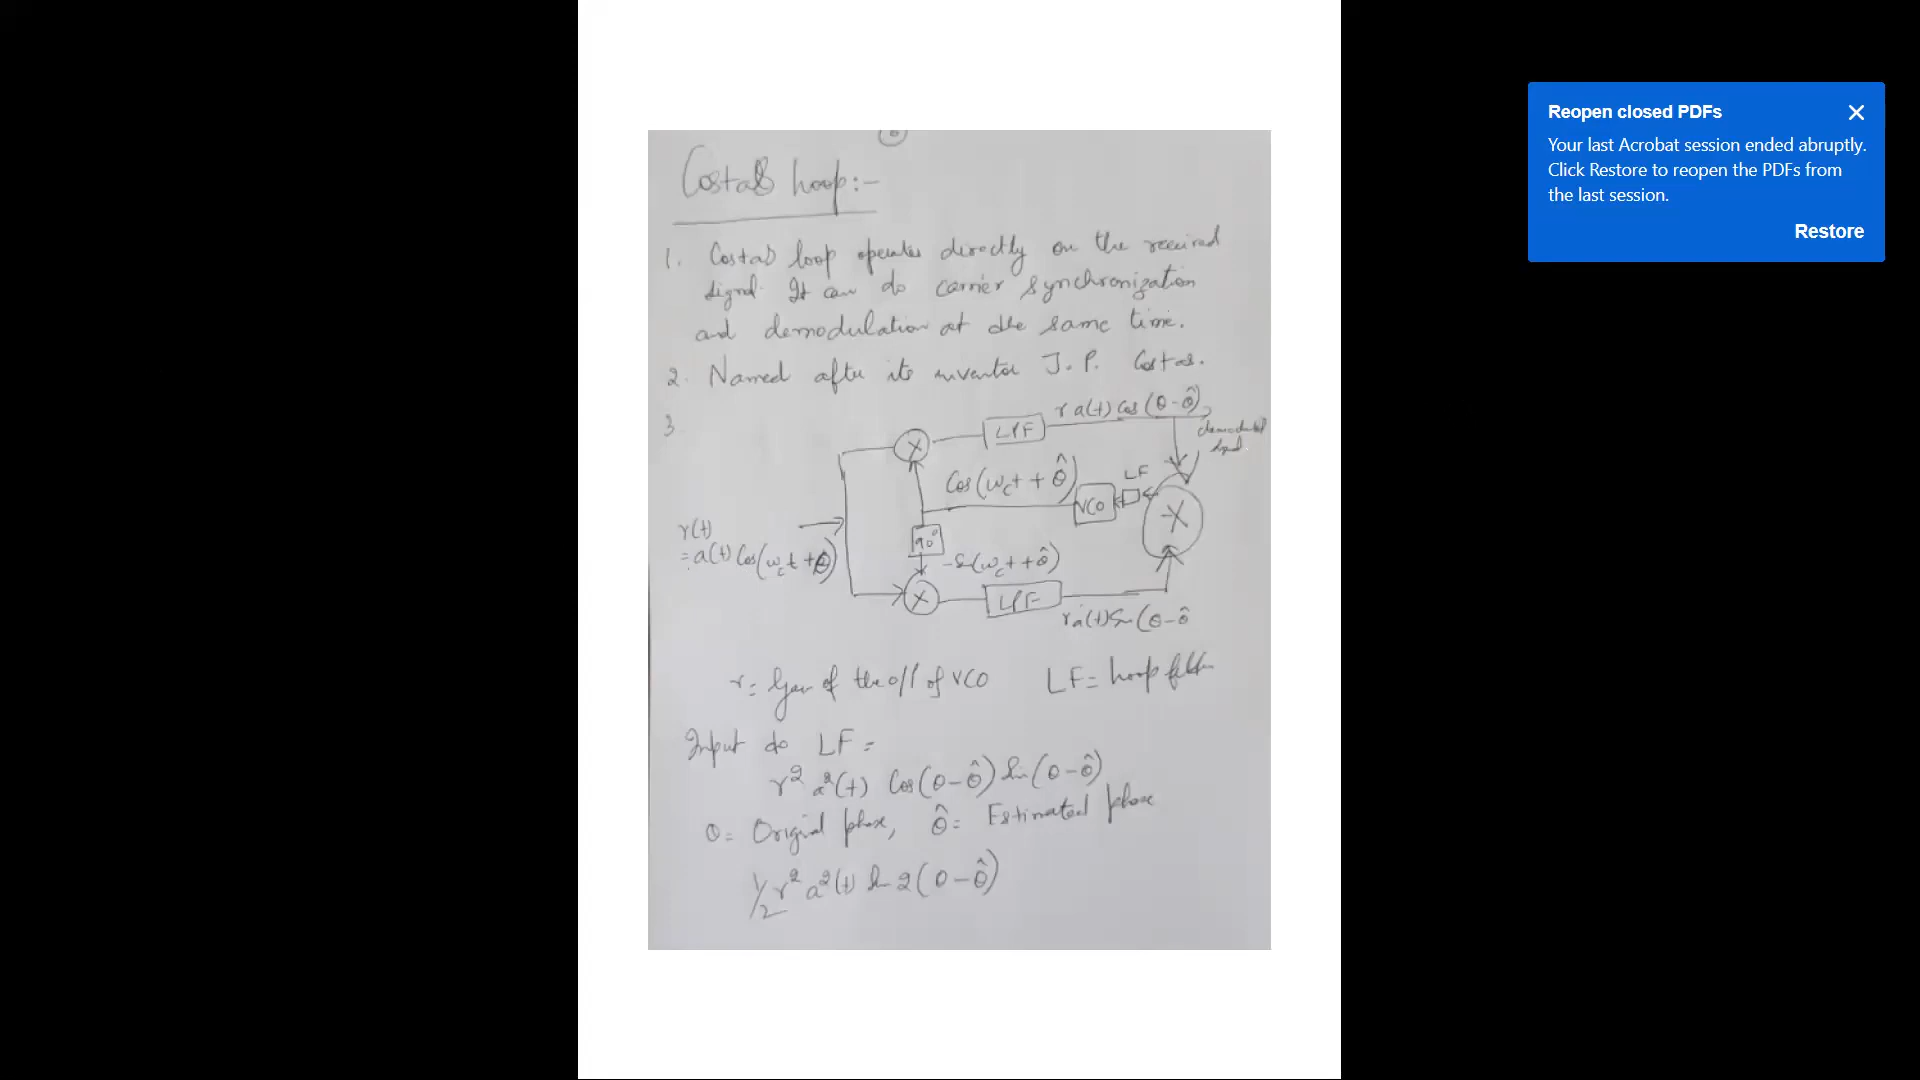 Costas Loop:-
1. Costas loop operates directly on the received
signal. It can do carrier synchronization
and demodulation at the same time.
2. Named after its inventor J. P. Costas.
3.
r a(t) Cos (θ-θ̂)
demodulated
signal
LPF
X
Cos(ωct + θ̂)
LF
VCO
X
r(t)
= a(t) Cos(ωct + θ)
90°
-Sin(ωct + θ̂)
X
LPF
r a(t) Sin (θ-θ̂
r = Gain of the o/p of VCO LF = Loop filter
Input to LF =
r² a²(t) Cos(θ-θ̂) Sin(θ-θ̂)
θ = Original phase, θ̂ = Estimated phase
1/2 r² a²(t) Sin 2(θ-θ̂)
Reopen closed PDFs
Your last Acrobat session ended abruptly.
Click Restore to reopen the PDFs from
the last session.
Restore